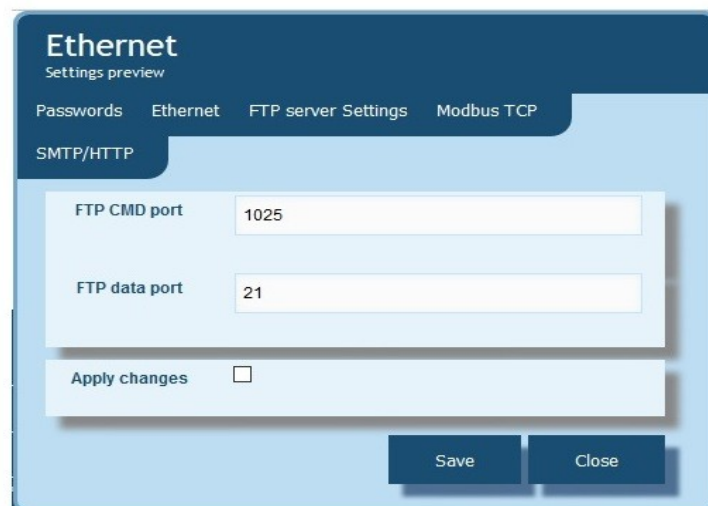 Ethernet
Settings preview
Passwords Ethernet FTP server Settings Modbus TCP
SMTP/HTTP
FTP CMD port 1025
FTP data port 21
Apply changes
Save Close